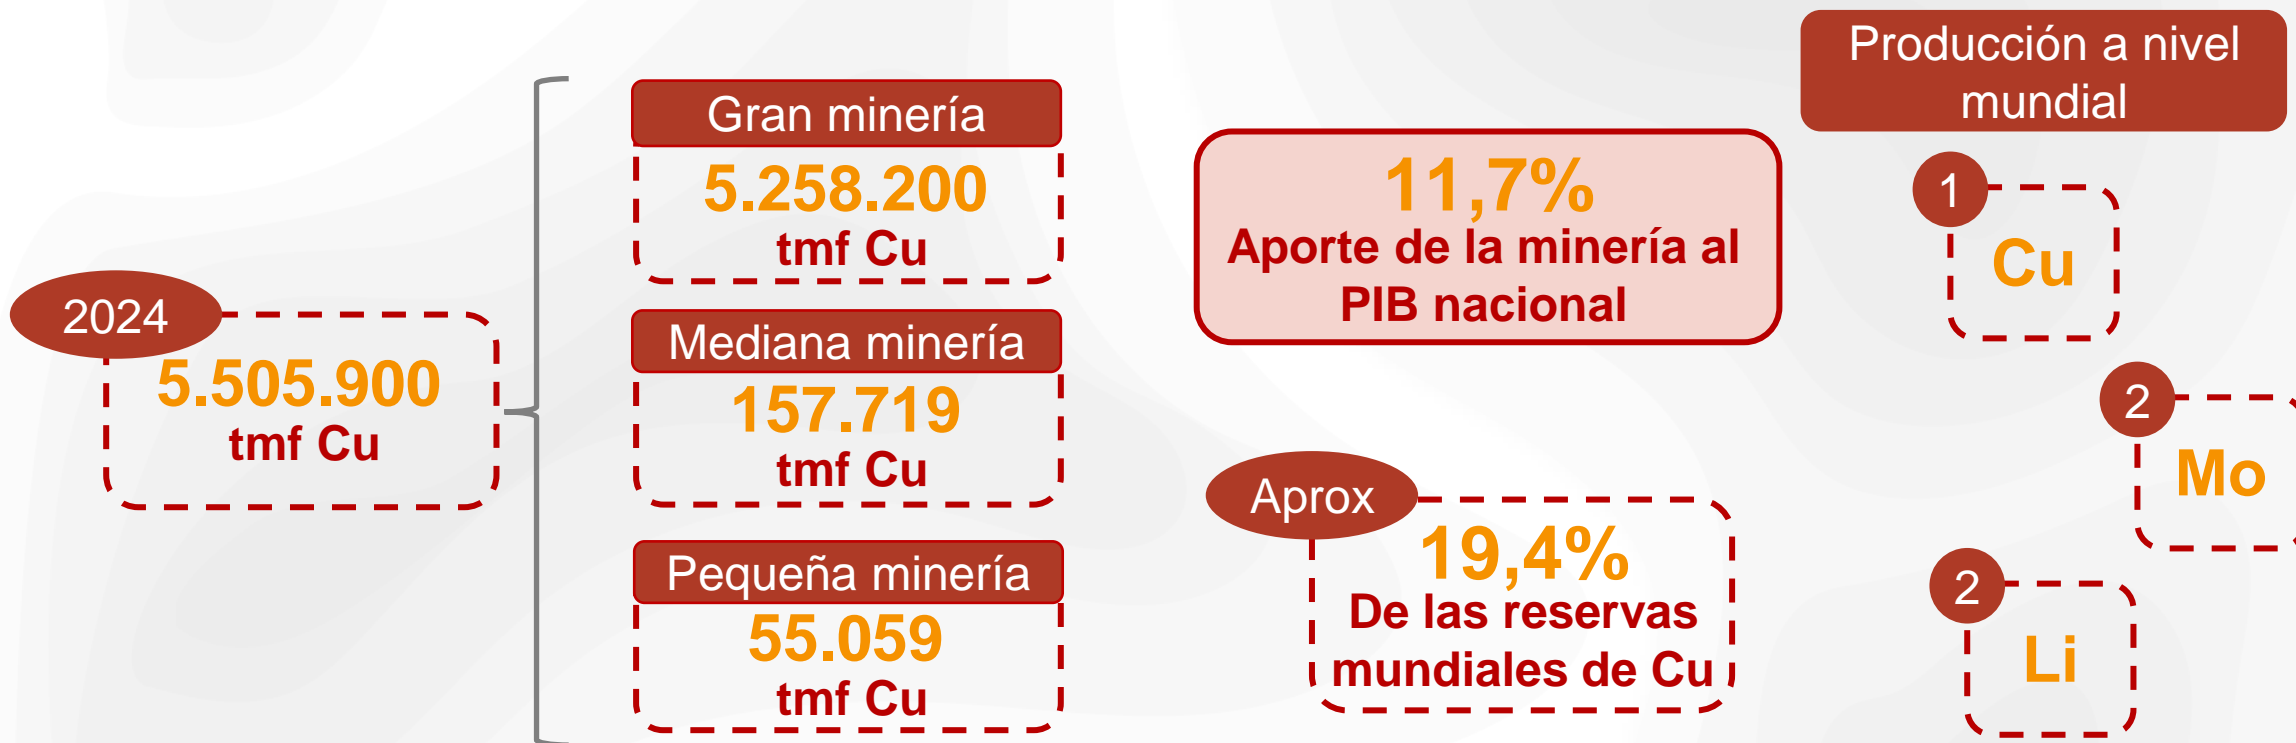 2024
5.505.900
tmf Cu
Gran minería
5.258.200
tmf Cu
Mediana minería
157.719
tmf Cu
Pequeña minería
55.059
tmf Cu
11,7%
Aporte de la minería al
PIB nacional
Aprox
19,4%
De las reservas
mundiales de Cu
Producción a nivel
mundial
1
Cu
2
Mo
2
Li